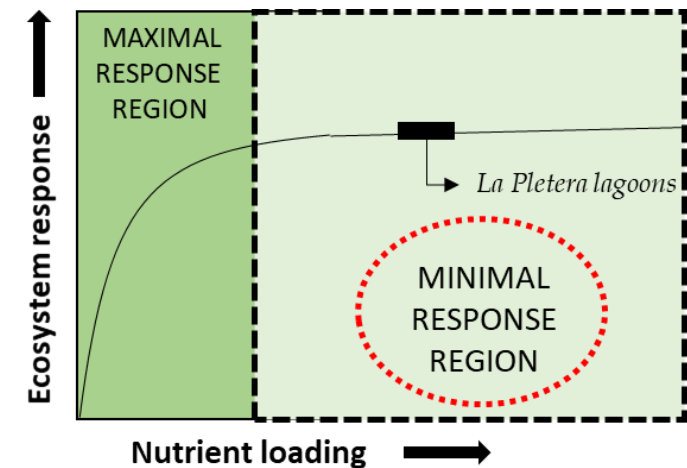 MAXIMAL
RESPONSE
REGION
Ecosystem response
La Pletera lagoons
MINIMAL
RESPONSE
REGION
Nutrient loading